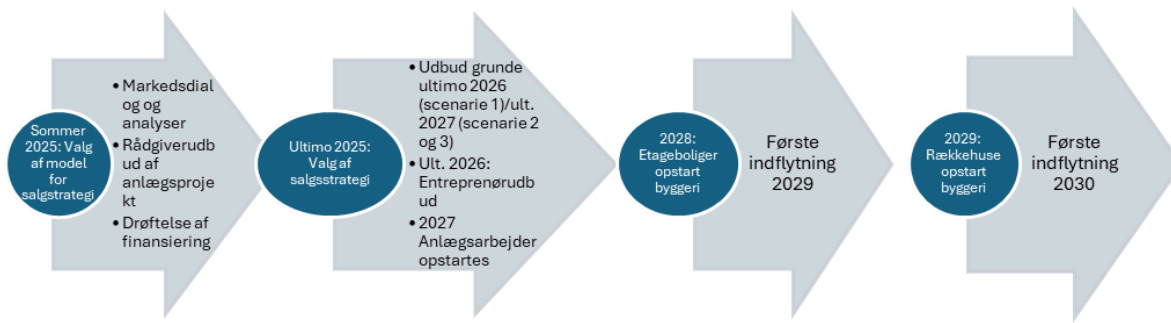 Sommer
2025: Valg
af model
for
salgstrategi
• Markedsdial
og og
analyser
• Rådgiverudb
ud af
anlægsproje
kt
• Drøftelse af
finansiering
Ultimo 2025:
Valg af
salgsstrategi
• Udbud grunde
ultimo 2026
(scenarie 1)/ult.
2027 (scenarie 2
og 3)
• Ult. 2026:
Entreprenørudb
ud
• 2027
Anlægsarbejder
opstartes
2028:
Etageboliger
opstart
byggeri
Første
indflytning
2029
2029:
Rækkehuse
opstart
byggeri
Første
indflytning
2030